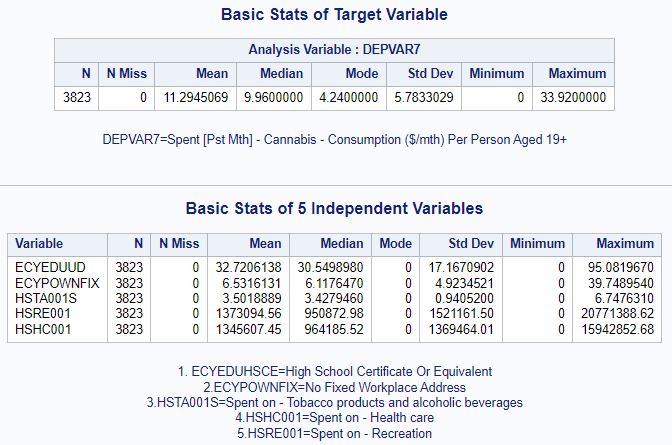 Basic Stats of Target Variable
Analysis Variable : DEPVAR7
N N Miss Mean Median Mode Std Dev Minimum Maximum
3823 0 11.2945069 9.9600000 4.2400000 5.7833029 0 33.9200000
DEPVAR7=Spent [Pst Mth] - Cannabis - Consumption ($/mth) Per Person Aged 19+
Basic Stats of 5 Independent Variables
Variable N N Miss Mean Median Mode Std Dev Minimum Maximum
ECYEDUUD 3823 0 32.7206138 30.5498980 0 17.1670902 0 95.0819670
ECYPOWNFIX 3823 0 6.5316131 6.1176470 0 4.9234521 0 39.7489540
HSTA001S 3823 0 3.5018889 3.4279460 0 0.9405200 0 6.7476310
HSRE001 3823 0 1373094.56 950872.98 0 1521161.50 0 20771388.62
HSHC001 3823 0 1345607.45 964185.52 0 1369464.01 0 15942852.68
1. ECYEDUHSCE=High School Certificate Or Equivalent
2.ECYPOWNFIX=No Fixed Workplace Address
3.HSTA001S=Spent on - Tobacco products and alcoholic beverages
4.HSHC001=Spent on - Health care
5.HSRE001=Spent on - Recreation